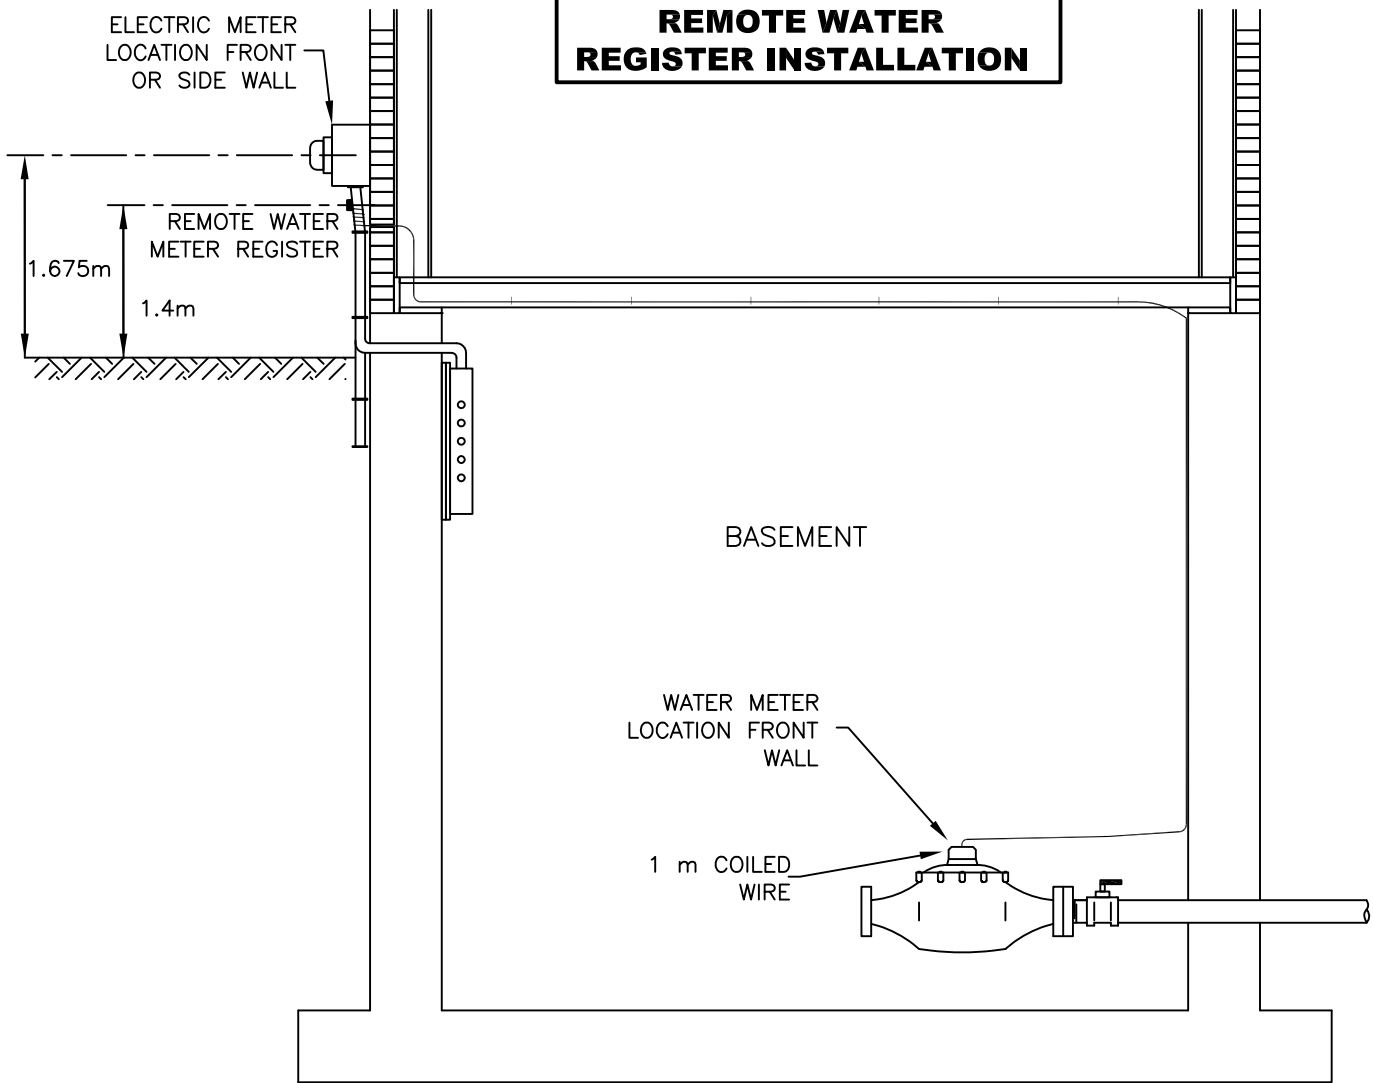 REMOTE WATER
REGISTER INSTALLATION
ELECTRIC METER
LOCATION FRONT
OR SIDE WALL
REMOTE WATER
METER REGISTER
1.675m
1.4m
BASEMENT
WATER METER
LOCATION FRONT
WALL
1 m COILED
WIRE